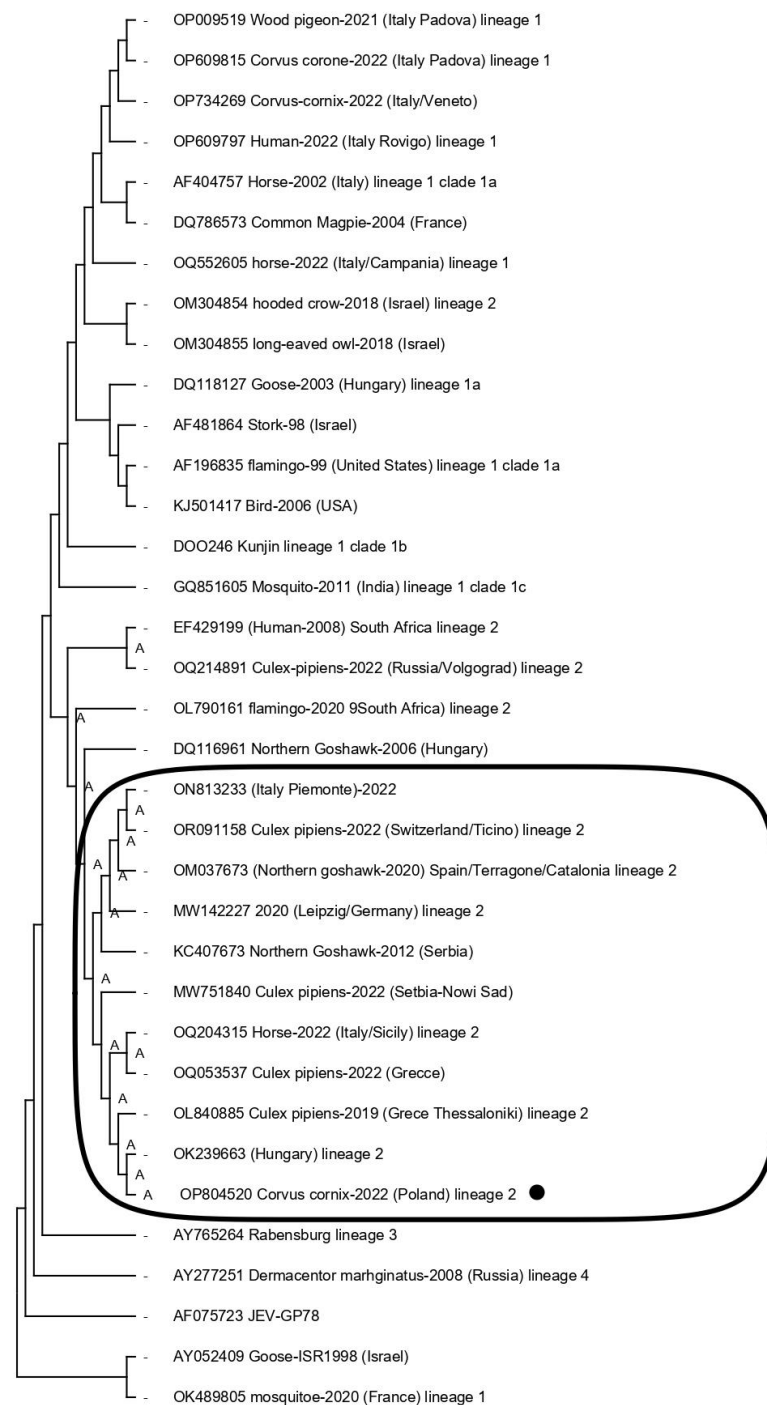 - OP009519 Wood pigeon-2021 (Italy Padova) lineage 1
- OP609815 Corvus corone-2022 (Italy Padova) lineage 1
- OP734269 Corvus-cornix-2022 (Italy/Veneto)
- OP609797 Human-2022 (Italy Rovigo) lineage 1
- AF404757 Horse-2002 (Italy) lineage 1 clade 1a
- DQ786573 Common Magpie-2004 (France)
- OQ552605 horse-2022 (Italy/Campania) lineage 1
- OM304854 hooded crow-2018 (Israel) lineage 2
- OM304855 long-eaved owl-2018 (Israel)
- DQ118127 Goose-2003 (Hungary) lineage 1a
- AF481864 Stork-98 (Israel)
- AF196835 flamingo-99 (United States) lineage 1 clade 1a
- KJ501417 Bird-2006 (USA)
- DOO246 Kunjin lineage 1 clade 1b
- GQ851605 Mosquito-2011 (India) lineage 1 clade 1c
- EF429199 (Human-2008) South Africa lineage 2
A
- OQ214891 Culex-pipiens-2022 (Russia/Volgograd) lineage 2
- OL790161 flamingo-2020 9South Africa) lineage 2
A
- DQ116961 Northern Goshawk-2006 (Hungary)
A
- ON813233 (Italy Piemonte)-2022
A
- OR091158 Culex pipiens-2022 (Switzerland/Ticino) lineage 2
A
A
- OM037673 (Northern goshawk-2020) Spain/Terragone/Catalonia lineage 2
A
- MW142227 2020 (Leipzig/Germany) lineage 2
A
- KC407673 Northern Goshawk-2012 (Serbia)
A
- MW751840 Culex pipiens-2022 (Setbia-Nowi Sad)
- OQ204315 Horse-2022 (Italy/Sicily) lineage 2
A
A
- OQ053537 Culex pipiens-2022 (Grecce)
A
- OL840885 Culex pipiens-2019 (Grece Thessaloniki) lineage 2
A
- OK239663 (Hungary) lineage 2
A
A OP804520 Corvus cornix-2022 (Poland) lineage 2
- AY765264 Rabensburg lineage 3
- AY277251 Dermacentor marhginatus-2008 (Russia) lineage 4
- AF075723 JEV-GP78
- AY052409 Goose-ISR1998 (Israel)
- OK489805 mosquitoe-2020 (France) lineage 1